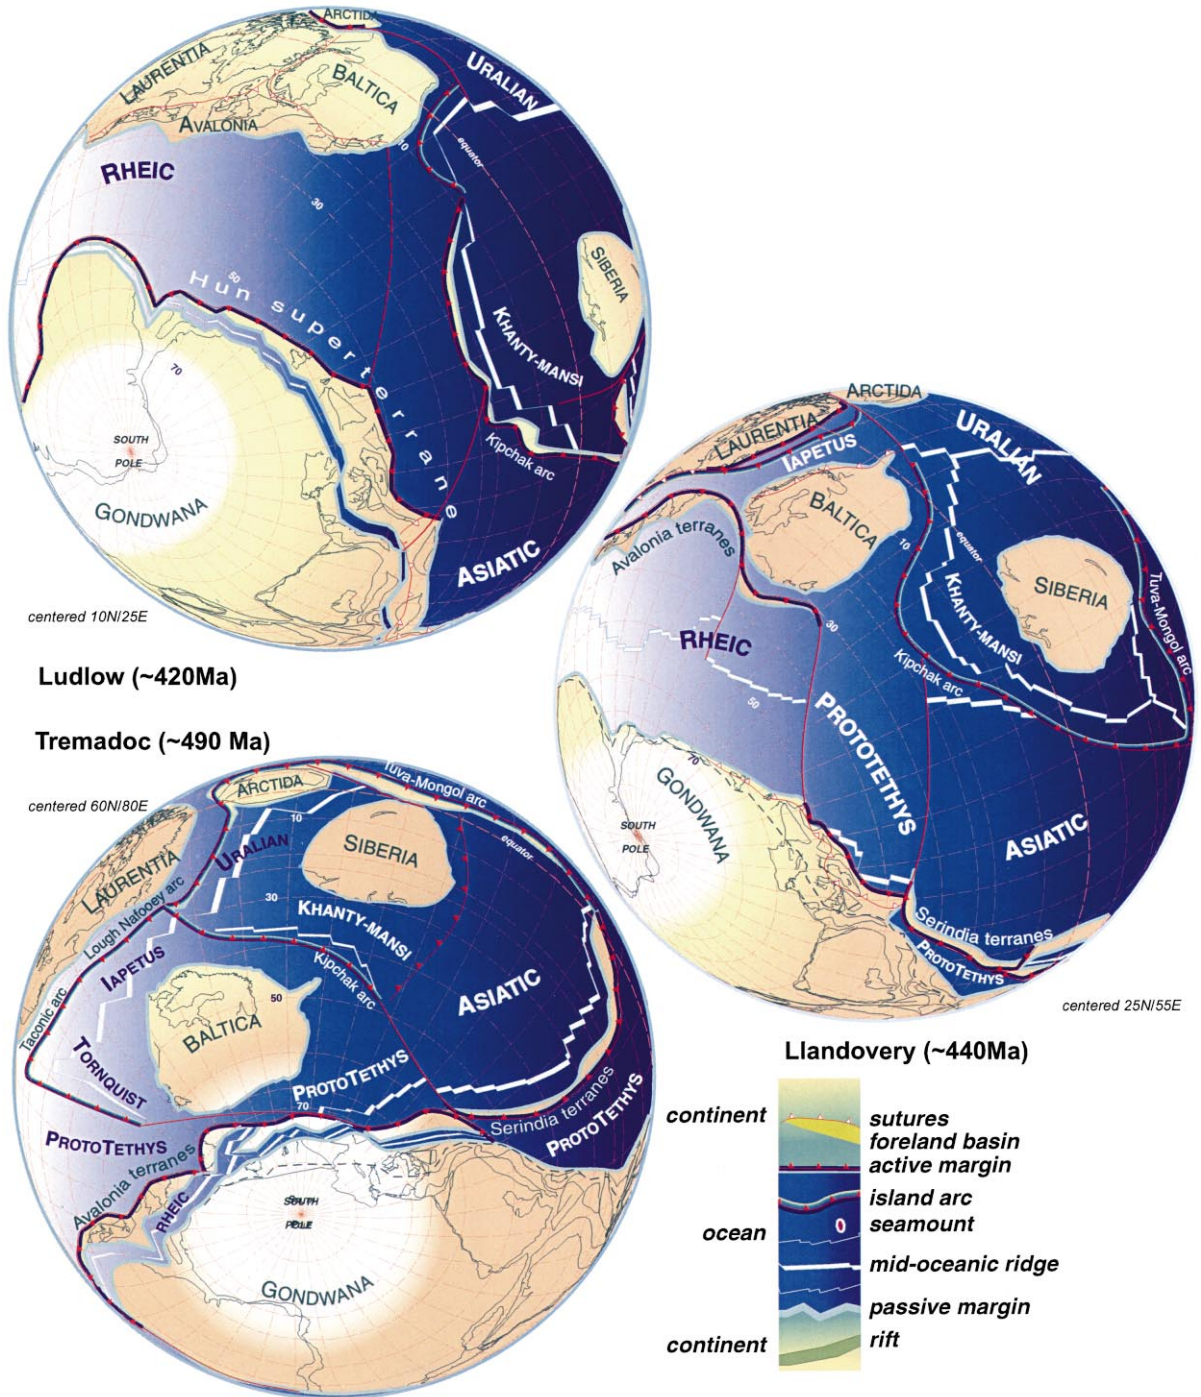 ARCTIDA
LAURENTIA
BALTICA
URALIAN
AVALONIA
10
equator
RHEIC
30
SIBERIA
50
Hun superterrane
KHANTY-MANSI
70
SOUTH
POLE
Kipchak arc
GONDWANA
ASIATIC
centered 10N/25E
Ludlow (~420Ma)
ARCTIDA
LAURENTIA
URALIAN
IAPETUS
BALTICA
Avalonia terranes
10
equator
SIBERIA
KHANTY-MANSI
Tuva-Mongol arc
30
RHEIC
Kipchak arc
50
PROTOTETHYS
70
GONDWANA
SOUTH
POLE
ASIATIC
Serindia terranes
PROTOTETHYS
centered 25N/55E
Llandovery (~440Ma)
Tremadoc (~490 Ma)
centered 60N/80E
ARCTIDA
Tuva-Mongol arc
10
equator
LAURENTIA
URALIAN
SIBERIA
Lough Nafooey arc
30
KHANTY-MANSI
IAPETUS
Kipchak arc
Taconic arc
50
ASIATIC
BALTICA
TORNQUIST
PROTOTETHYS
70
Serindia terranes
PROTOTETHYS
PROTOTETHYS
Avalonia terranes
RHEIC
SOUTH
POLE
GONDWANA
continent
sutures
foreland basin
active margin
island arc
seamount
ocean
mid-oceanic ridge
passive margin
rift
continent